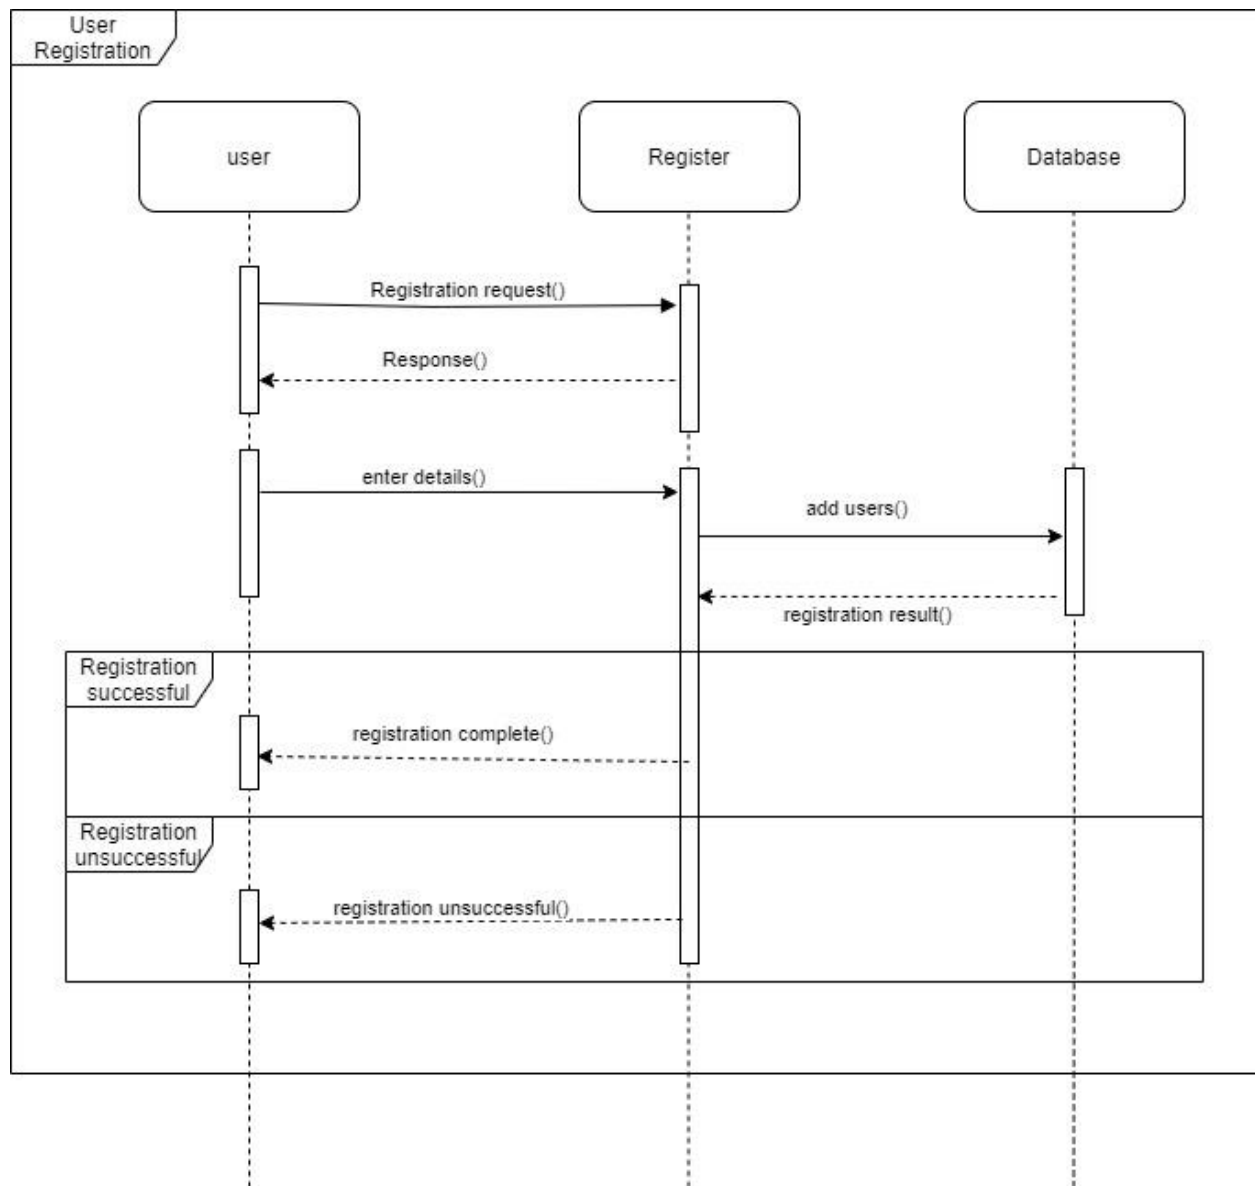 User
Registration
user
Register
Database
Registration request()
Response()
enter details()
add users()
registration result()
Registration
successful
registration complete()
Registration
unsuccessful
registration unsuccessful()